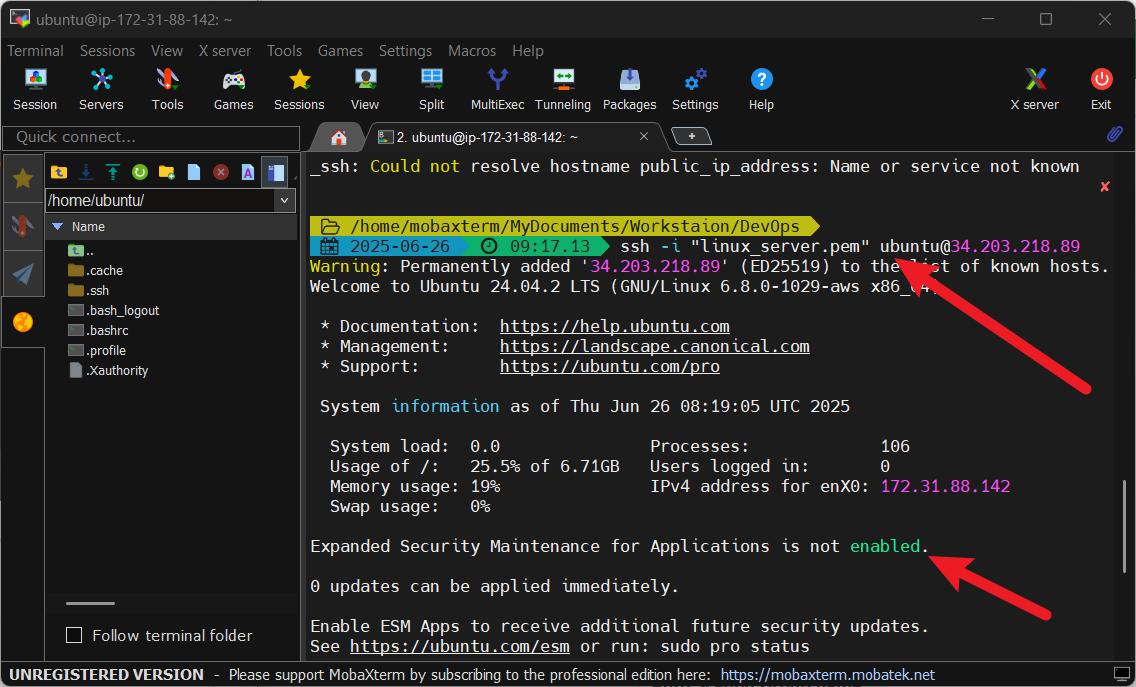 ubuntu@ip-172-31-88-142: ~
Terminal Sessions View X server Tools Games Settings Macros Help
Session Servers Tools Games Sessions View Split MultiExec Tunneling Packages Settings Help X server Exit
Quick connect...
2. ubuntu@ip-172-31-88-142: ~
/home/ubuntu/
Name
..
.cache
.ssh
.bash_logout
.bashrc
.profile
.Xauthority
Follow terminal folder
_ssh: Could not resolve hostname public_ip_address: Name or service not known
/home/mobaxterm/MyDocuments/Workstaion/DevOps
2025-06-26 09:17.13 ssh -i "linux_server.pem" ubuntu@34.203.218.89
Warning: Permanently added '34.203.218.89' (ED25519) to the list of known hosts.
Welcome to Ubuntu 24.04.2 LTS (GNU/Linux 6.8.0-1029-aws x86_64)
* Documentation: https://help.ubuntu.com
* Management: https://landscape.canonical.com
* Support: https://ubuntu.com/pro
System information as of Thu Jun 26 08:19:05 UTC 2025
System load: 0.0 Processes: 106
Usage of /: 25.5% of 6.71GB Users logged in: 0
Memory usage: 19% IPv4 address for enX0: 172.31.88.142
Swap usage: 0%
Expanded Security Maintenance for Applications is not enabled.
0 updates can be applied immediately.
Enable ESM Apps to receive additional future security updates.
See https://ubuntu.com/esm or run: sudo pro status
UNREGISTERED VERSION - Please support MobaXterm by subscribing to the professional edition here: https://mobaxterm.mobatek.net